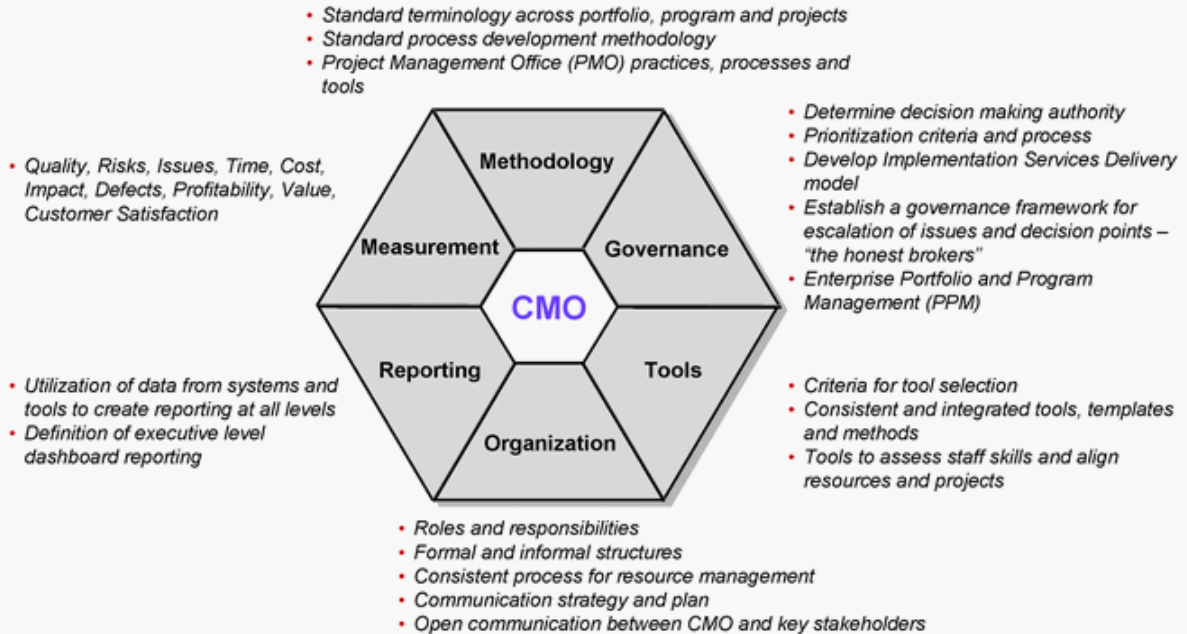 • Standard terminology across portfolio, program and projects
• Standard process development methodology
• Project Management Office (PMO) practices, processes and
tools
Methodology
• Determine decision making authority
• Prioritization criteria and process
• Develop Implementation Services Delivery
model
• Establish a governance framework for
escalation of issues and decision points –
“the honest brokers”
• Enterprise Portfolio and Program
Management (PPM)
• Quality, Risks, Issues, Time, Cost,
Impact, Defects, Profitability, Value,
Customer Satisfaction
Measurement
Governance
CMO
Reporting
Tools
• Utilization of data from systems and
tools to create reporting at all levels
• Definition of executive level
dashboard reporting
• Criteria for tool selection
• Consistent and integrated tools, templates
and methods
• Tools to assess staff skills and align
resources and projects
Organization
• Roles and responsibilities
• Formal and informal structures
• Consistent process for resource management
• Communication strategy and plan
• Open communication between CMO and key stakeholders